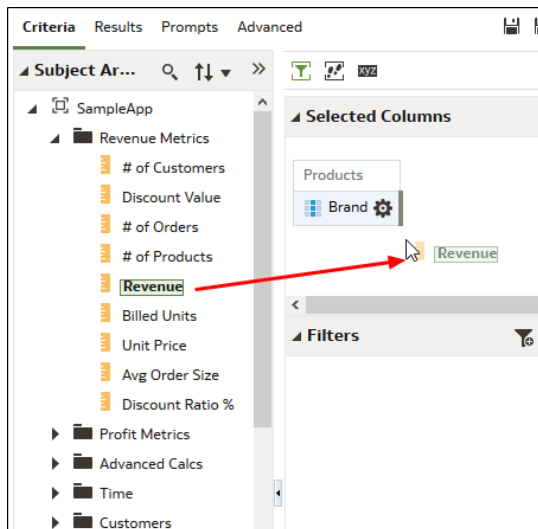 Criteria Results Prompts Advanced
Subject Ar...
SampleApp
Revenue Metrics
# of Customers
Discount Value
# of Orders
# of Products
Revenue
Billed Units
Unit Price
Avg Order Size
Discount Ratio %
Profit Metrics
Advanced Calcs
Time
Customers
xyz
Selected Columns
Products
Brand
Revenue
Filters